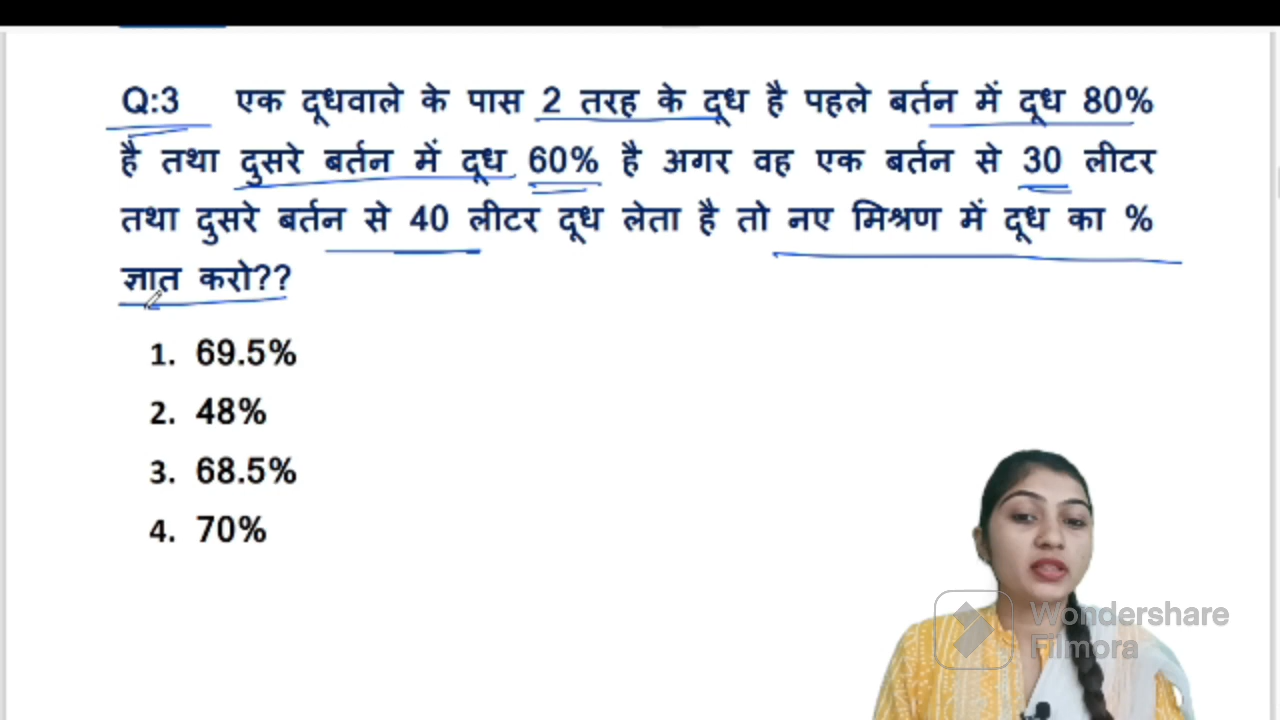 Q:3 एक दूधवाले के पास 2 तरह के दूध है पहले बर्तन में दूध 80%
है तथा दुसरे बर्तन में दूध 60% है अगर वह एक बर्तन से 30 लीटर
तथा दुसरे बर्तन से 40 लीटर दूध लेता है तो नए मिश्रण में दूध का %
ज्ञात करो??
1. 69.5%
2. 48%
3. 68.5%
4. 70%
Wondershare
Filmora